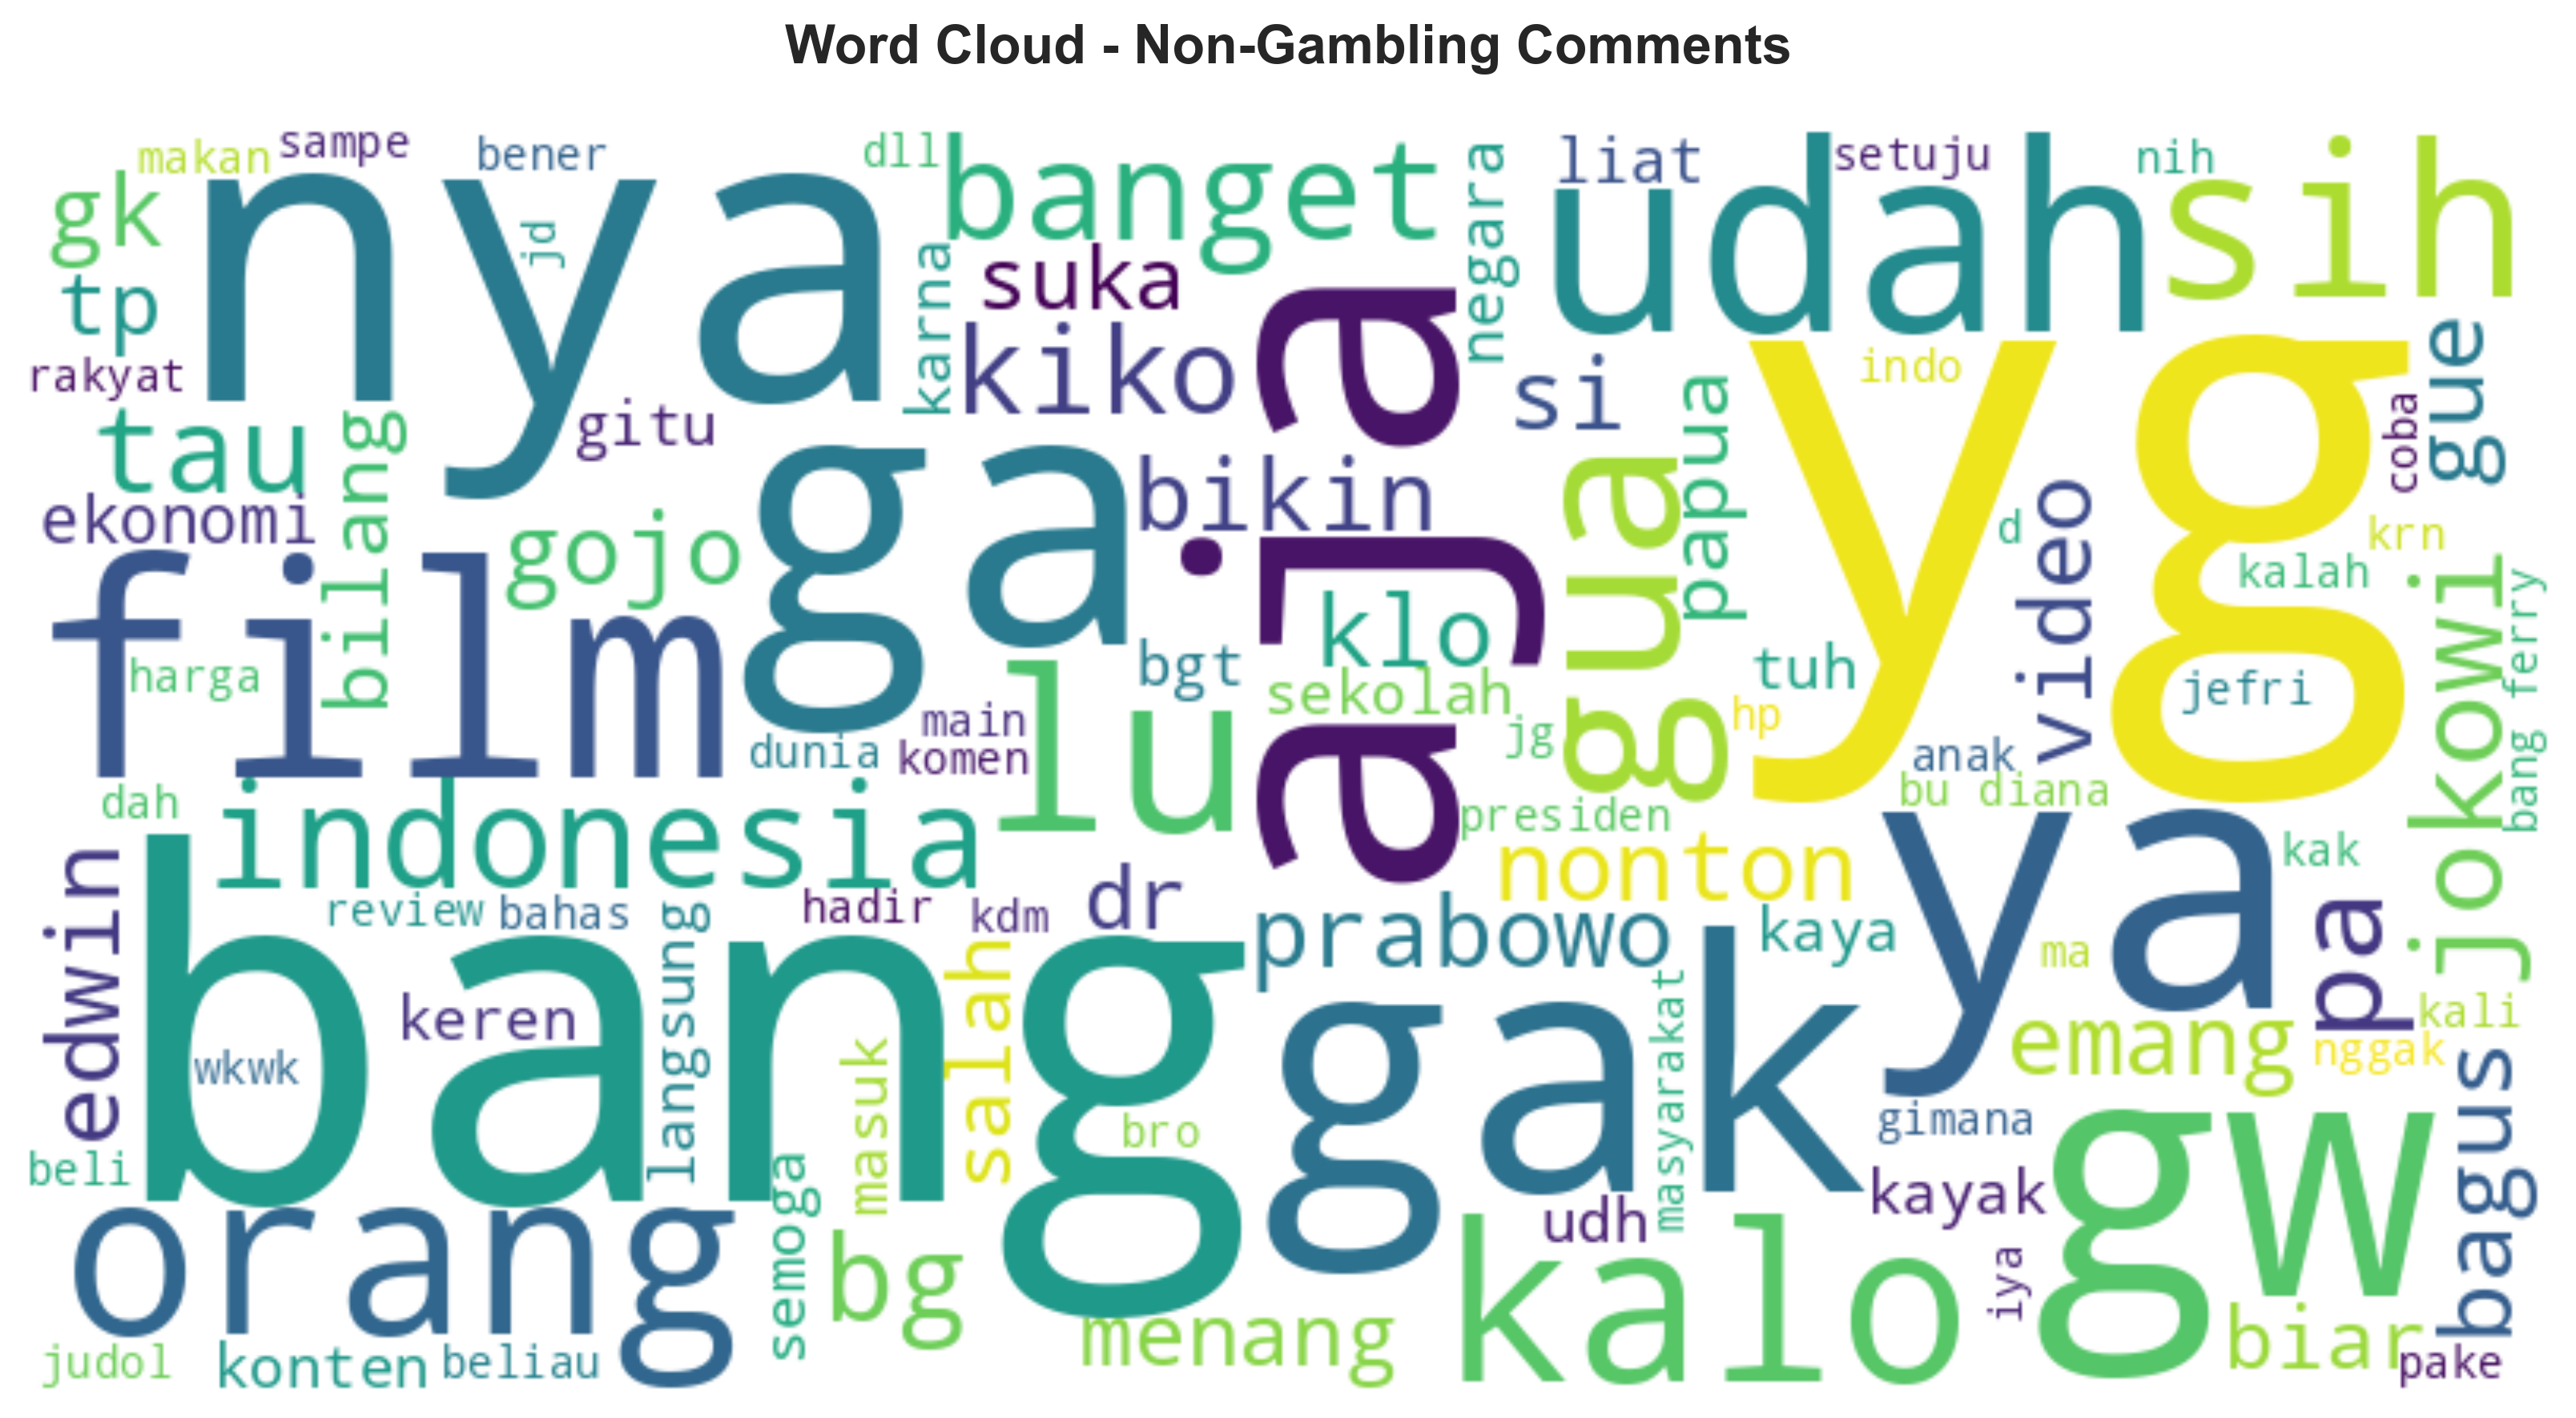 Word Cloud - Non-Gambling Comments
makan
sampe
bener
dll
banget
liat
setuju
nih
gk
nya
jd
negara
udah
sih
tp
karna
suka
rakyat
kiko
aja
si
indo
yg
gue
tau
bilang
gitu
papua
coba
ekonomi
gojo
ga
bikin
gua
d
video
krn
film
klo
kalah
jokowi
bang ferry
harga
bgt
tuh
jefri
lu
sekolah
main
hp
dunia
komen
jg
anak
dah
indonesia
presiden
bu diana
edwin
bang
review
bahas
langsung
hadir
kdm
dr
nonton
ya
kak
prabowo
kaya
ma
pa
keren
salah
gak
masyarakat
emang
kali
nggak
wkwk
masuk
bro
gimana
bagus
beli
semoga
udh
kayak
gw
orang
bg
kalo
iya
judol
konten
beliau
menang
biar
pake